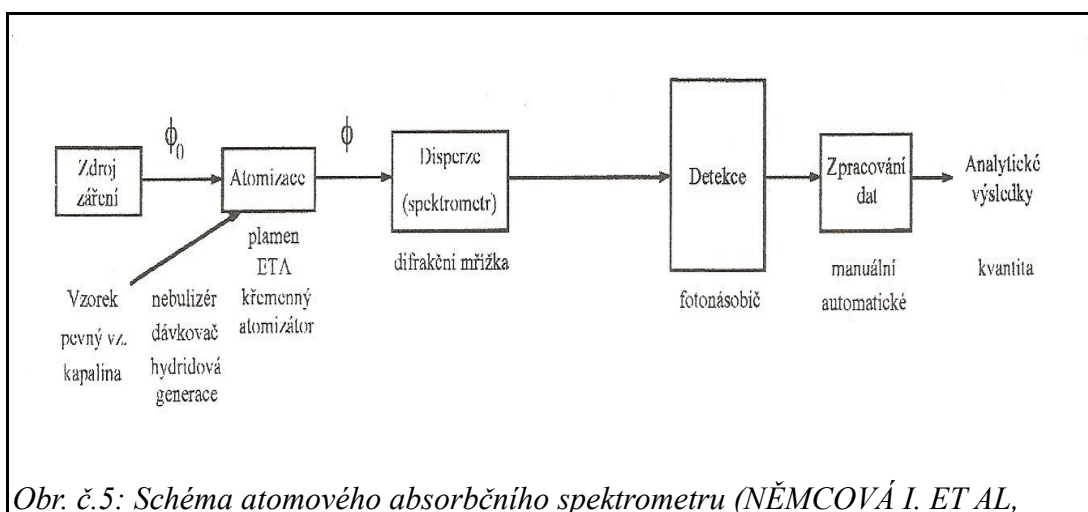 ϕ0
ϕ
Zdroj
záření
Atomizace
Disperze
(spektrometr)
Detekce
Zpracování
dat
Analytické
výsledky
plamen
ETA
křemenný
atomizátor
difrakční mřížka
fotonásobič
manuální
automatické
kvantita
Vzorek
pevný vz.
kapalina
nebulizér
dávkovač
hydridová
generace
Obr. č.5: Schéma atomového absorbčního spektrometru (NĚMCOVÁ I. ET AL,